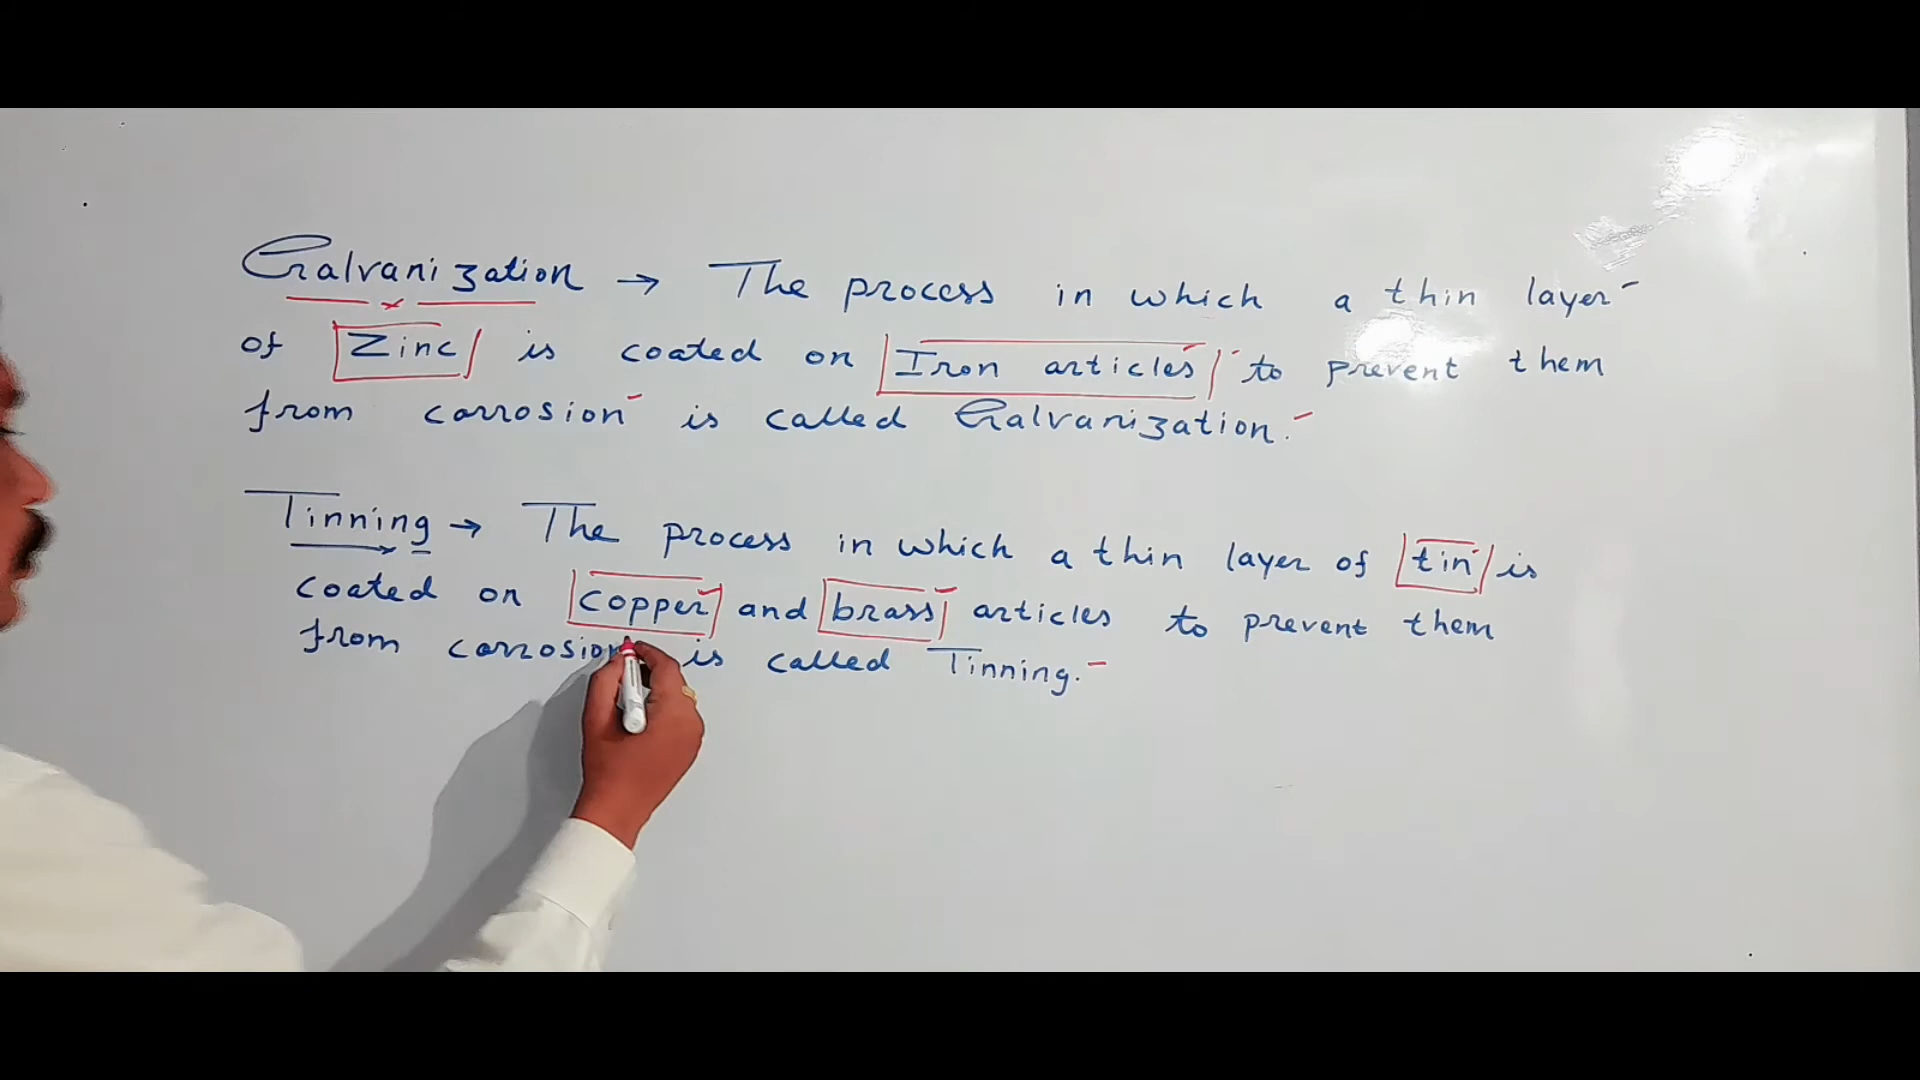 Galvanization → The process in which a thin layer
of Zinc is coated on Iron articles to prevent them
from corrosion is called Galvanization.
Tinning → The process in which a thin layer of tin is
coated on copper and brass articles to prevent them
from corrosion is called Tinning.